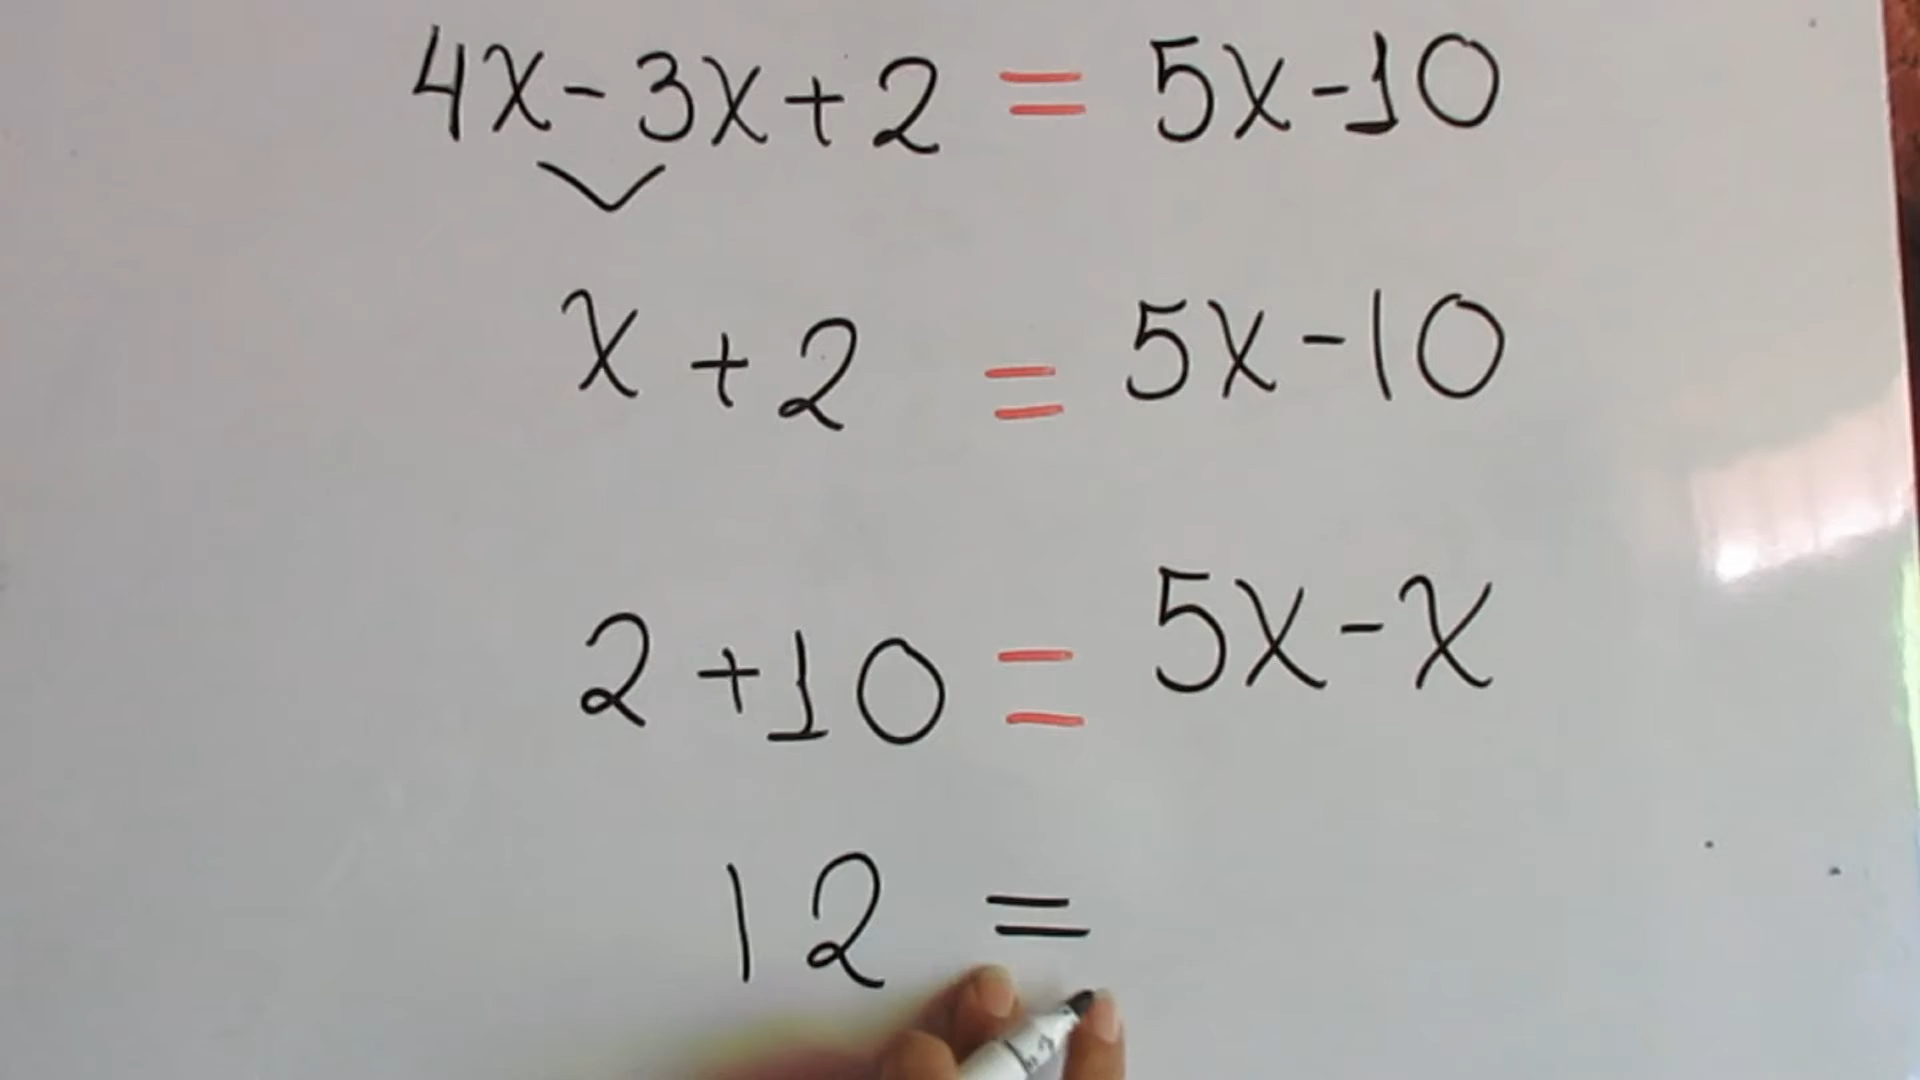 4x-3x+2 = 5x-10
x+2 = 5x-10
2+10 = 5x-x
12 =